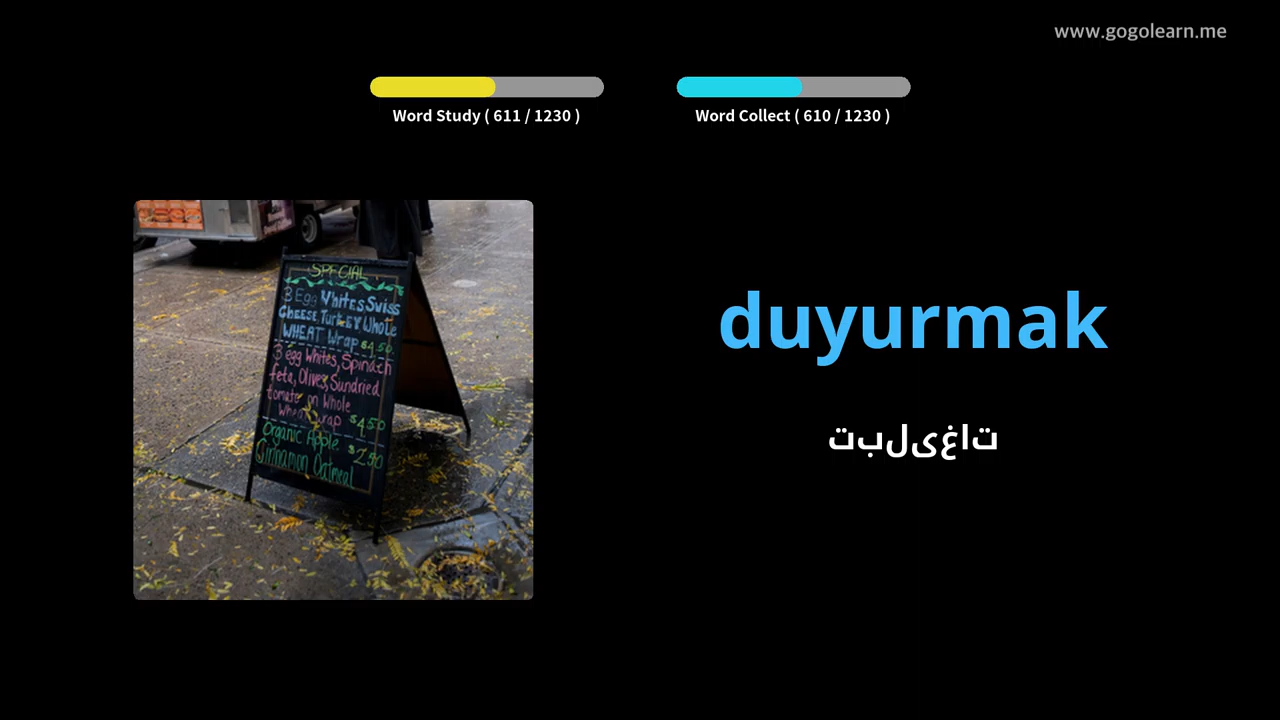 www.gogolearn.me
Word Study ( 611 / 1230 )
Word Collect ( 610 / 1230 )
SPECIAL
3 Egg Whites, Swiss
Cheese, Turkey Whole
WHEAT Wrap $4.50
3 egg Whites, Spinach
feta, Olives, Sundried
tomato on Whole
Wheat Wrap $4.50
Organic Apple
Cinnamon Oatmeal $2.50
duyurmak
تاغیلبت